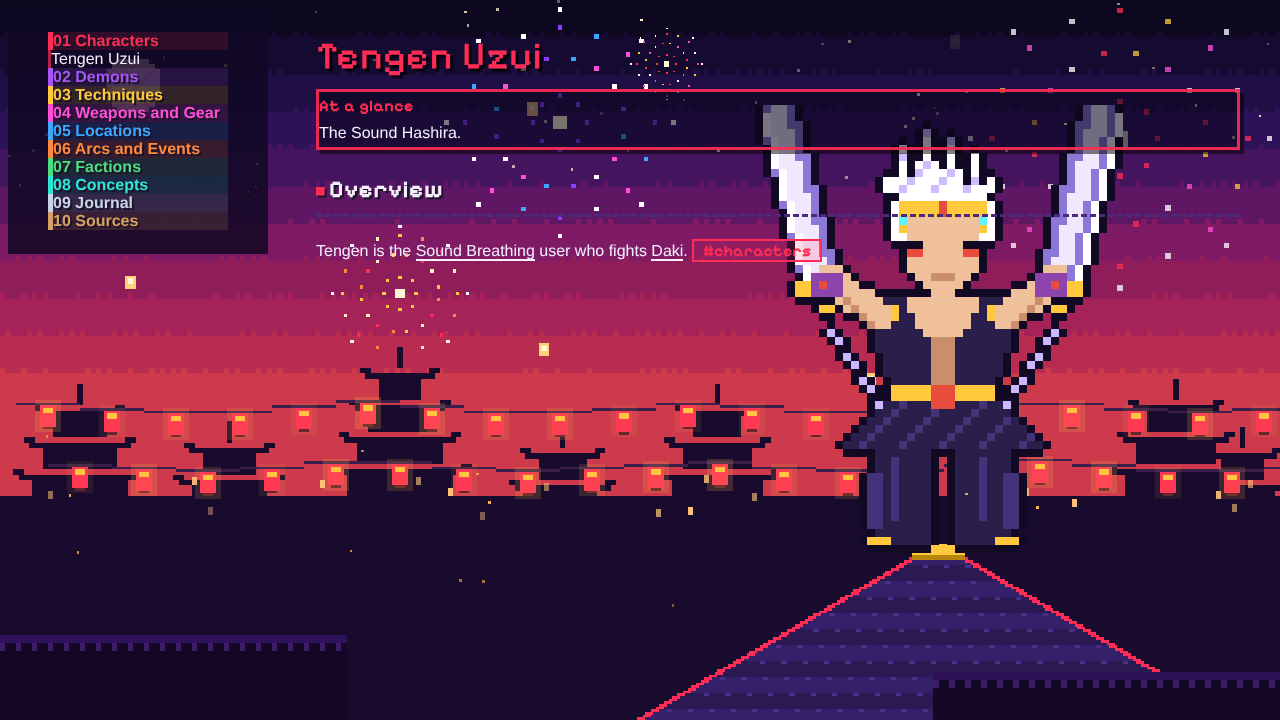 01 Characters
Tengen Uzui
02 Demons
03 Techniques
04 Weapons and Gear
05 Locations
06 Arcs and Events
07 Factions
08 Concepts
09 Journal
10 Sources
Tengen Uzui
At a glance
The Sound Hashira.
Overview
Tengen is the Sound Breathing user who fights Daki. #characters